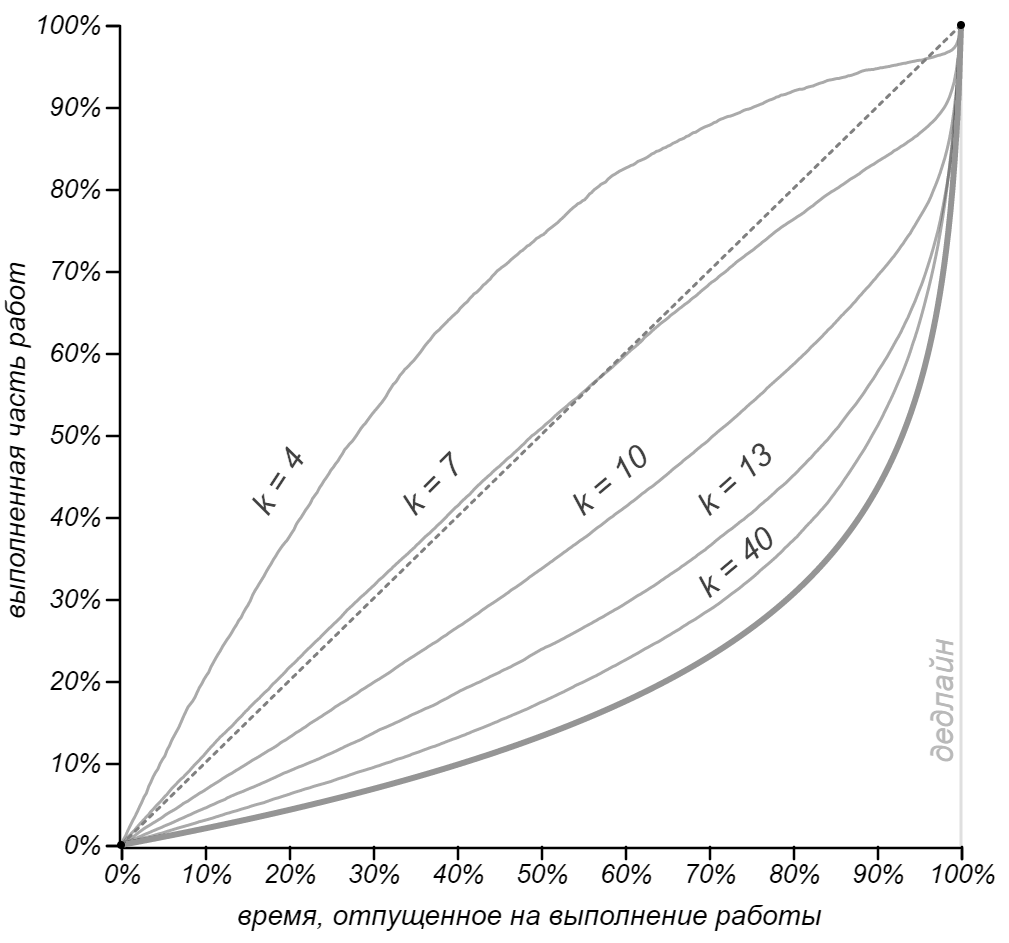 100%
90%
80%
70%
60%
50%
40%
30%
20%
10%
0%
выполненная часть работ
k = 4
k = 7
k = 10
k = 13
k = 40
дедлайн
0% 10% 20% 30% 40% 50% 60% 70% 80% 90% 100%
время, отпущенное на выполнение работы